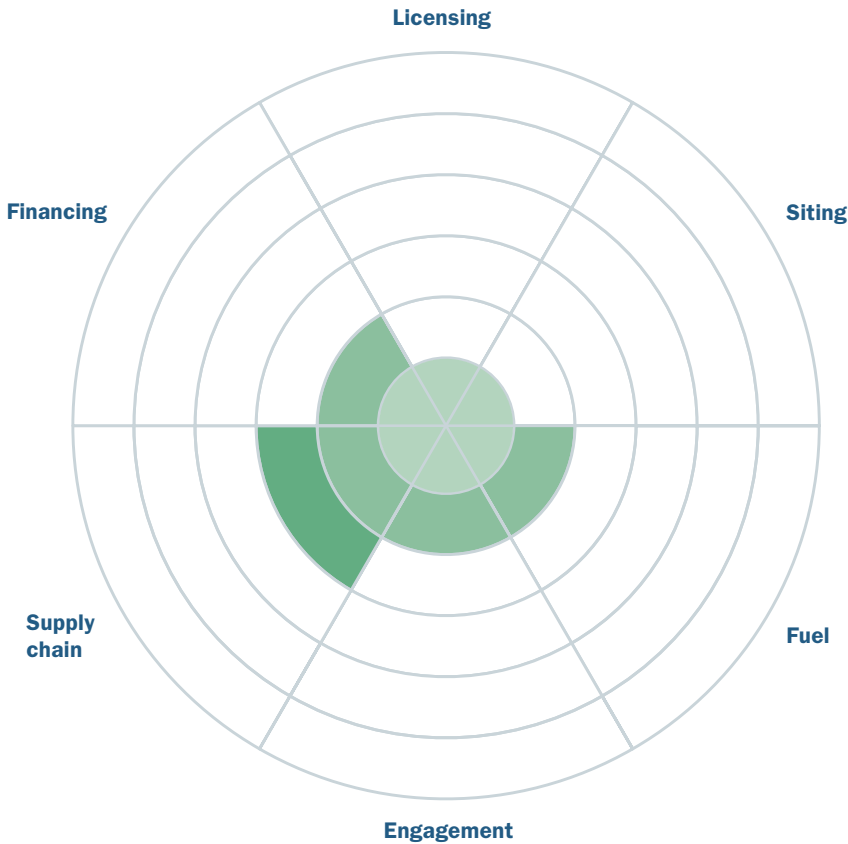 Licensing
Financing
Siting
Supply
chain
Fuel
Engagement